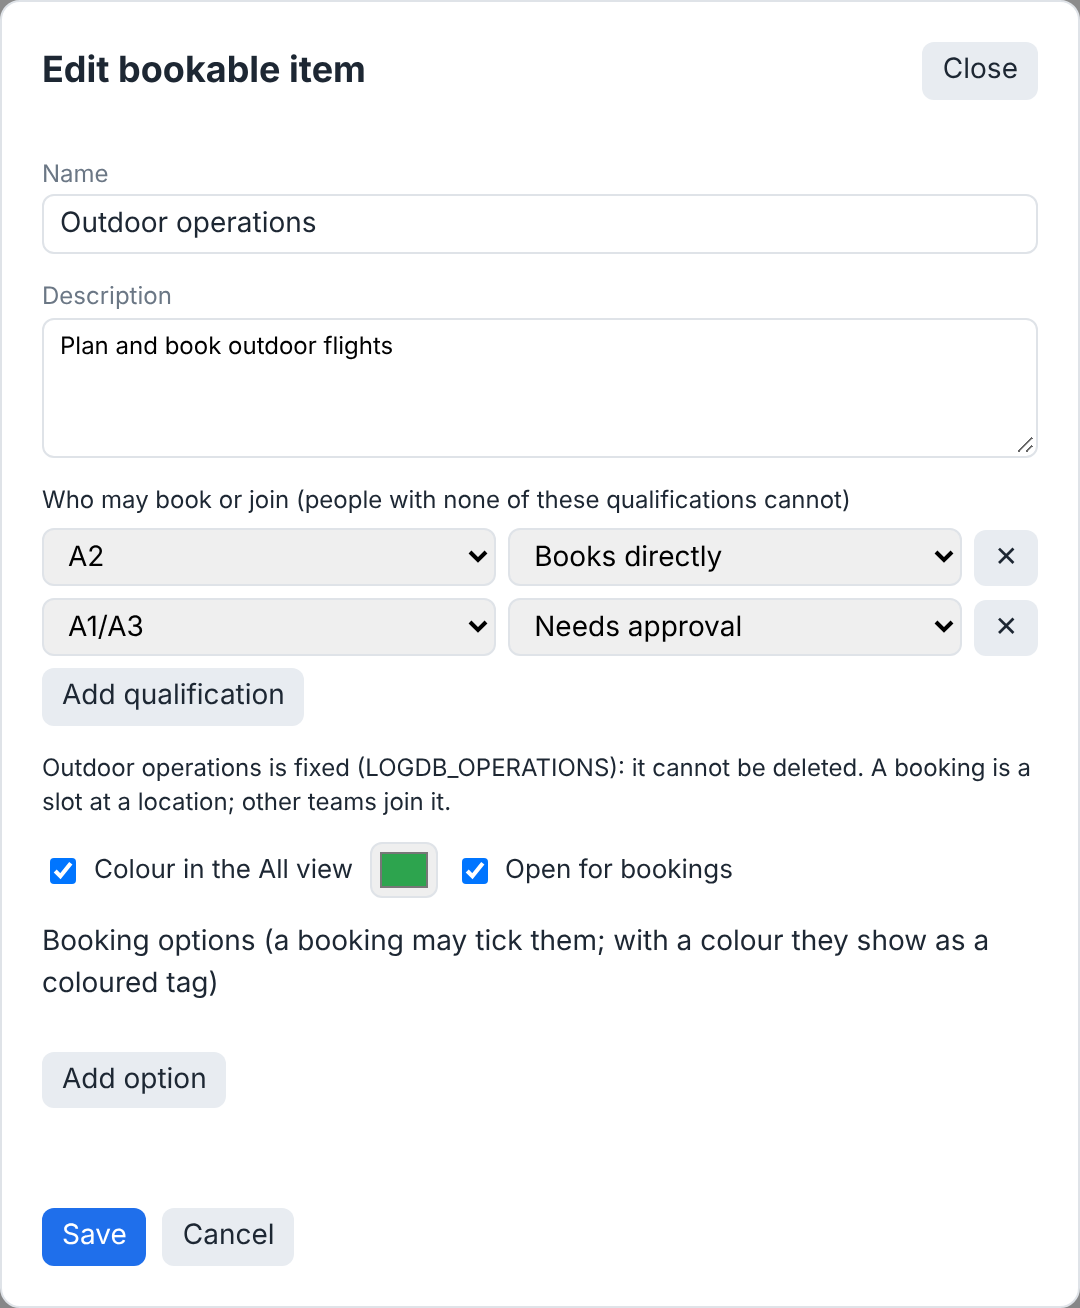 Edit bookable item
Close
Name
Outdoor operations
Description
Plan and book outdoor flights
Who may book or join (people with none of these qualifications cannot)
A2 Books directly ✕
A1/A3 Needs approval ✕
Add qualification
Outdoor operations is fixed (LOGDB_OPERATIONS): it cannot be deleted. A booking is a
slot at a location; other teams join it.
Colour in the All view Open for bookings
Booking options (a booking may tick them; with a colour they show as a
coloured tag)
Add option
Save Cancel